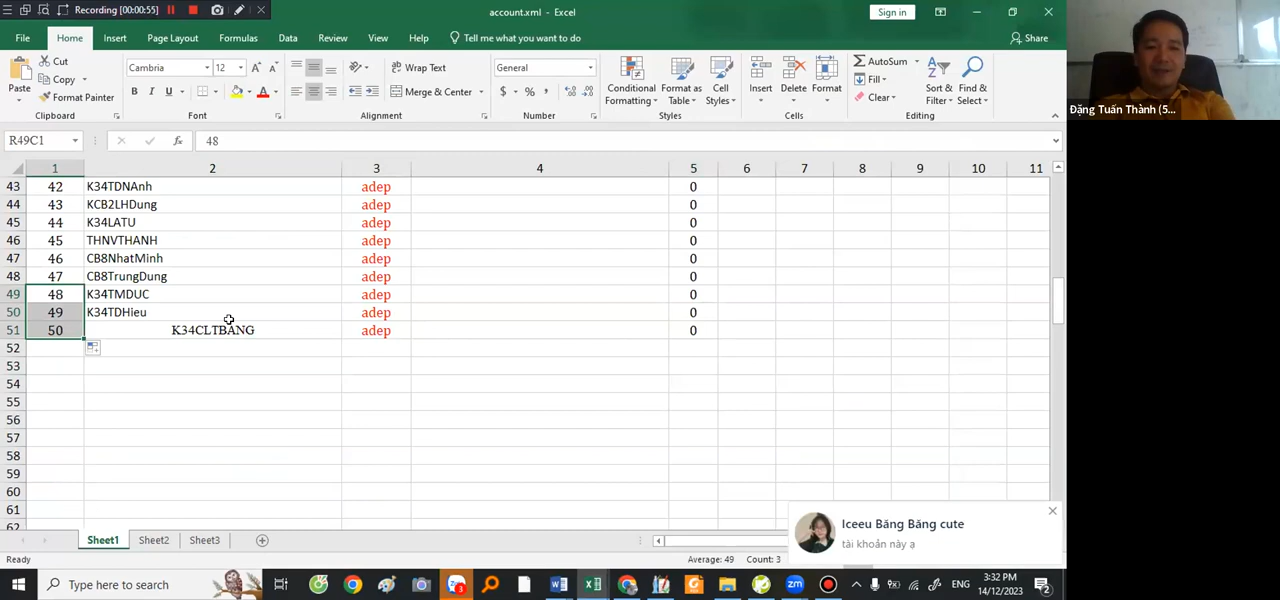 Recording [00:00:55]
account.xml - Excel
Sign in
File Home Insert Page Layout Formulas Data Review View Help Tell me what you want to do Share
Paste
Cut
Copy
Format Painter
Clipboard
Cambria 12
B I U
Font
Wrap Text
Merge & Center
Alignment
General
$ % ,
Number
Conditional Formatting
Format as Table
Cell Styles
Styles
Insert Delete Format
Cells
AutoSum
Fill
Clear
Sort & Filter
Find & Select
Editing
Đặng Tuấn Thành (5...
R49C1 fx 48
1 2 3 4 5 6 7 8 9 10 11
43 42 K34TDNAnh adep 0
44 43 KCB2LHDung adep 0
45 44 K34LATU adep 0
46 45 THNVTHANH adep 0
47 46 CB8NhatMinh adep 0
48 47 CB8TrungDung adep 0
49 48 K34TMDUC adep 0
50 49 K34TDHieu adep 0
51 50 K34CLTBANG adep 0
52
53
54
55
56
57
58
59
60
61
62
Iceeu Băng Băng cute
tài khoản này ạ
Sheet1 Sheet2 Sheet3
Ready
Average: 49 Count: 3
Type here to search
zm
ENG
3:32 PM
14/12/2023
2